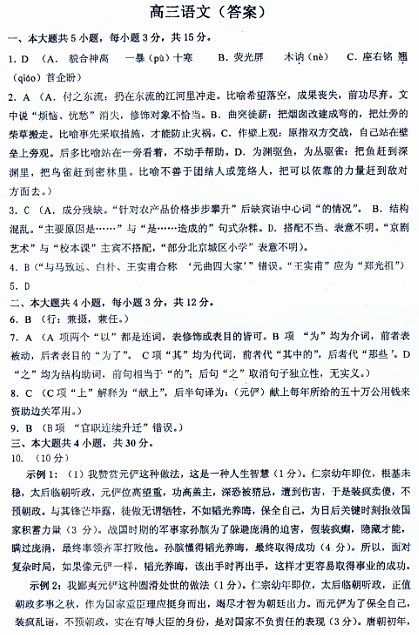 高三语文（答案）
一、本大题共5小题，每小题3分，共15分。
1．D （A． 貌合神离  一暴（pù）十寒  B．荧光屏  木讷（nè）  C．座右铭 翘
（qiáo）首企盼）
2．A （A．付之东流：扔在东流的江河里冲走。比喻希望落空，成果丧失，前功尽弃。文
中说“烦恼、忧愁”消失，修饰对象不恰当。B．曲突徙薪：把烟囱改建成弯的，把灶旁的
柴草搬走。比喻事先采取措施，才能防止灾祸。C．作壁上观：原指双方交战，自己站在壁
垒上旁观。后多比喻站在一旁看着，不动手帮助。D．为渊驱鱼，为丛驱雀：把鱼赶到深
渊里，把鸟雀赶到密林里。比喻不善于团结人或笼络人，把可以依靠的力量赶到敌对
方面去。）
3．C （A．成分残缺。“针对农产品价格步步攀升”后缺宾语中心词“的情况”。 B．结构
混乱。“主要原因是……”与“是……造成的”句式杂糅。D．搭配不当、表意不明。“京剧
艺术”与“校本课”主宾不搭配，“部分北京城区小学”表意不明）。
4．B（“与马致远、白朴、王实甫合称 ‘元曲四大家’”错误。“王实甫”应为“郑光祖”）
5．D
二、本大题共4小题，每小题3分，共12分。
6．B （行：兼摄，兼任。）
7．A （A项两个“以”都是连词，表修饰或表目的皆可。B项 “为”均为介词，前者表
被动，后者表目的“为了”。 C项“其”均为代词，前者代“其中的”，后者代“那些”。D
“之”均为结构助词，前句相当于“的”；后句“之”取消句子独立性，无实义。）
8．C （C项“上”解释为“献上”，后半句译为：（元俨）献上每年所给的五十万公用钱来
资助边关军用。）
9．B （B项 “官职连续升迁”错误。）
三、本大题共4小题，共30分。
10．（10分）
示例1：（1）我赞赏元俨这种做法，这是一种人生智慧（1分）。仁宗幼年即位，根基未
稳，太后临朝听政，元俨位高望重，功高盖主，深恐被猜忌，遭到伤害，于是装疯卖傻，不
预朝政。与其锋芒毕露，徒做无谓牺牲，不如韬光养晦，保全自己，为日后关键时刻报效国
家积蓄力量（3分）。战国时期的军事家孙膑为了躲避庞涓的迫害，假装疯癫，隐藏才能，
瞒过庞涓，最终率领齐军打败他。孙膑懂得韬光养晦，最终取得成功（4分）。所以，面对
复杂时局，如果像元俨一样，韬光养晦，该出手时再出手，这样才更容易取得事业的成功。
示例2：我鄙夷元俨这种圆滑处世的做法（1分）。仁宗幼年即位，太后临朝听政，正值
朝政多事之秋，作为国家重臣理应挺身而出，竭尽才智为朝廷出力。而元俨为了保全自己，
装疯乱语，不预朝政，实在有辱大臣的身份，是对国家不负责任的表现（3分）。唐朝初年，